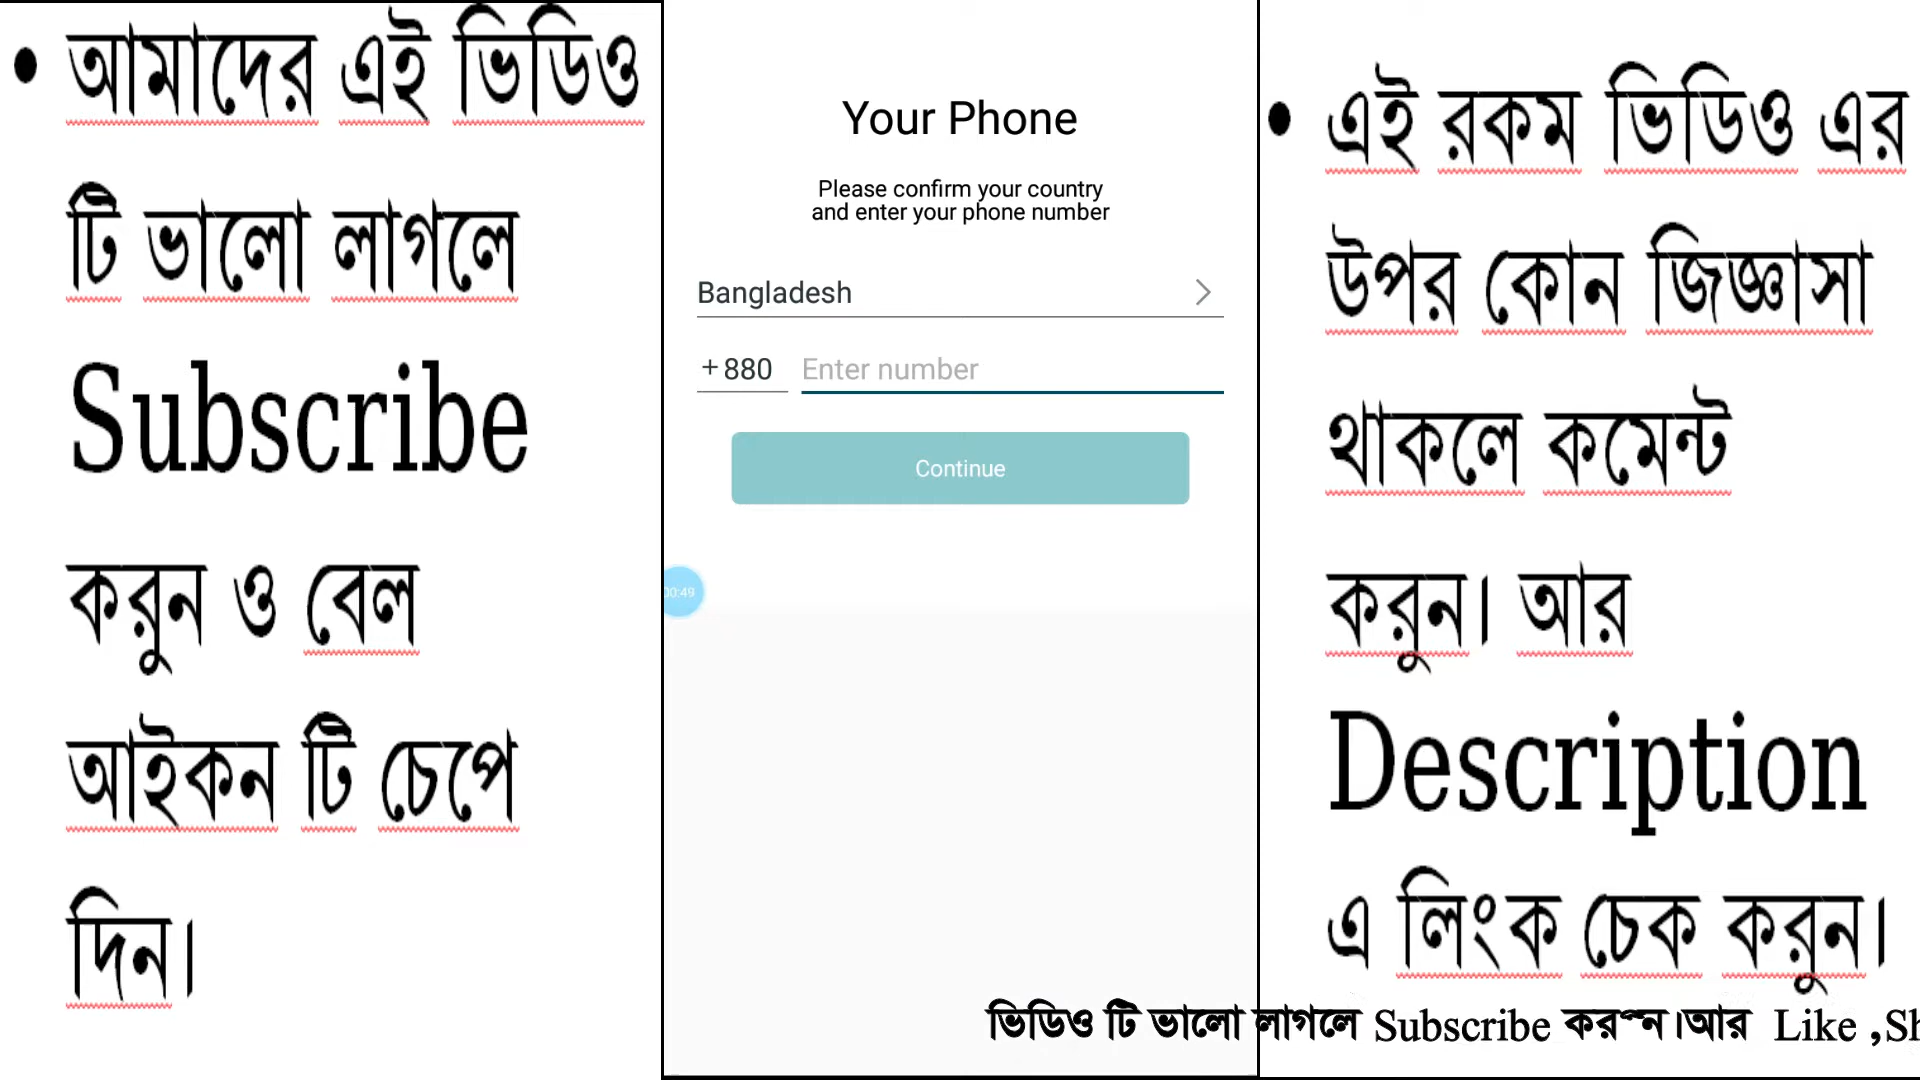 • আমাদের এই ভিডিও
টি ভালো লাগলে
Subscribe
করুন ও বেল
আইকন টি চেপে
দিন।
Your Phone
Please confirm your country
and enter your phone number
Bangladesh
+880 Enter number
Continue
00:49
• এই রকম ভিডিও এর
উপর কোন জিজ্ঞাসা
থাকলে কমেন্ট
করুন। আর
Description
এ লিংক চেক করুন।
ভিডিও টি ভালো লাগলে Subscribe করুন।আর Like ,Sh